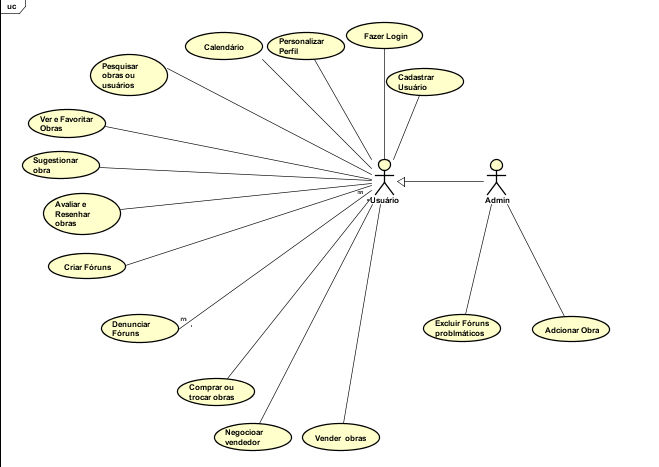 uc
Fazer Login
Calendário
Personalizar
Perfil
Pesquisar
obras ou
usuários
Cadastrar
Usuário
Ver e Favoritar
Obras
Sugestionar
obra
Avaliar e
Resenhar
obras
Usuário
Admin
Criar Fóruns
Denunciar
Fóruns
Excluir Fóruns
problmáticos
Adcionar Obra
Comprar ou
trocar obras
Negocioar
vendedor
Vender obras